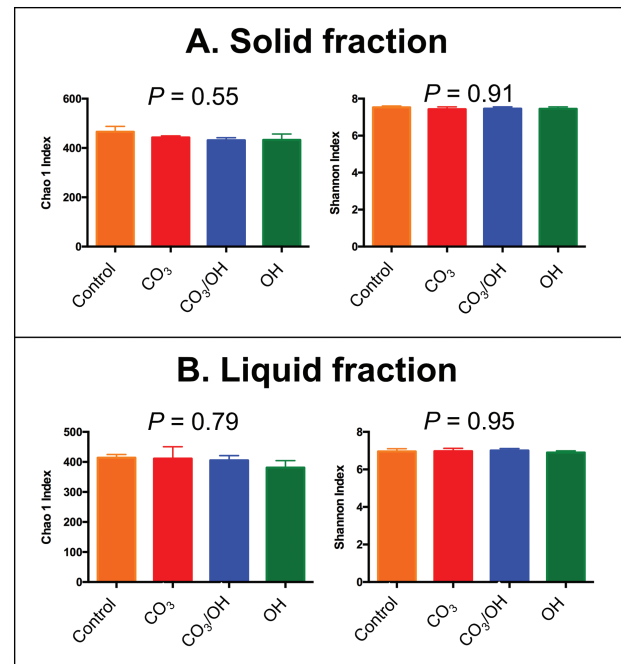 A. Solid fraction
P = 0.55
Chao 1 Index
600
400
200
0
Control
CO₃
CO₃/OH
OH
P = 0.91
Shannon Index
8
6
4
2
0
Control
CO₃
CO₃/OH
OH
B. Liquid fraction
P = 0.79
Chao 1 Index
500
400
300
200
100
0
Control
CO₃
CO₃/OH
OH
P = 0.95
Shannon Index
8
6
4
2
0
Control
CO₃
CO₃/OH
OH